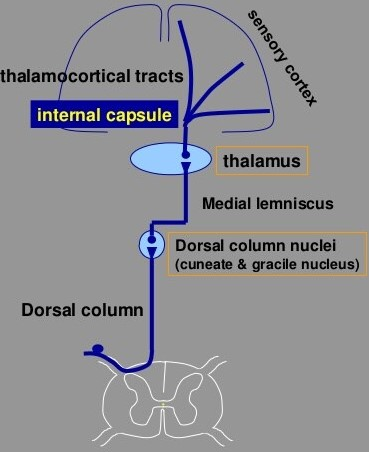 sensory cortex
thalamocortical tracts
internal capsule
thalamus
Medial lemniscus
Dorsal column nuclei
(cuneate & gracile nucleus)
Dorsal column